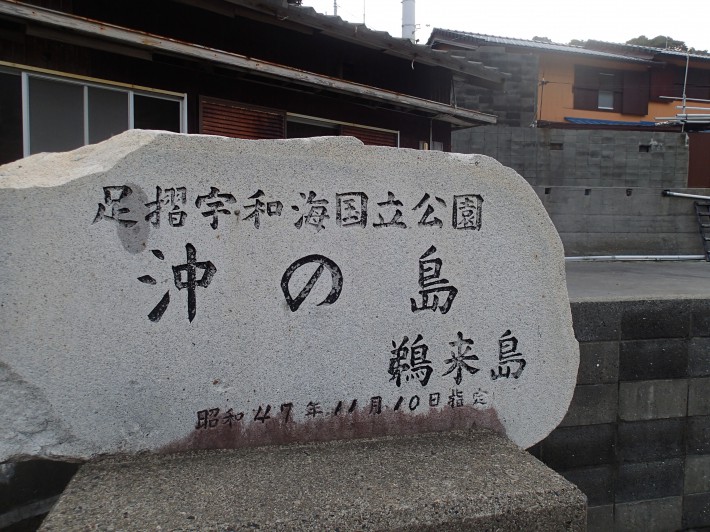 足摺宇和海国立公園
沖の島
鵜来島
昭和47年11月10日指定